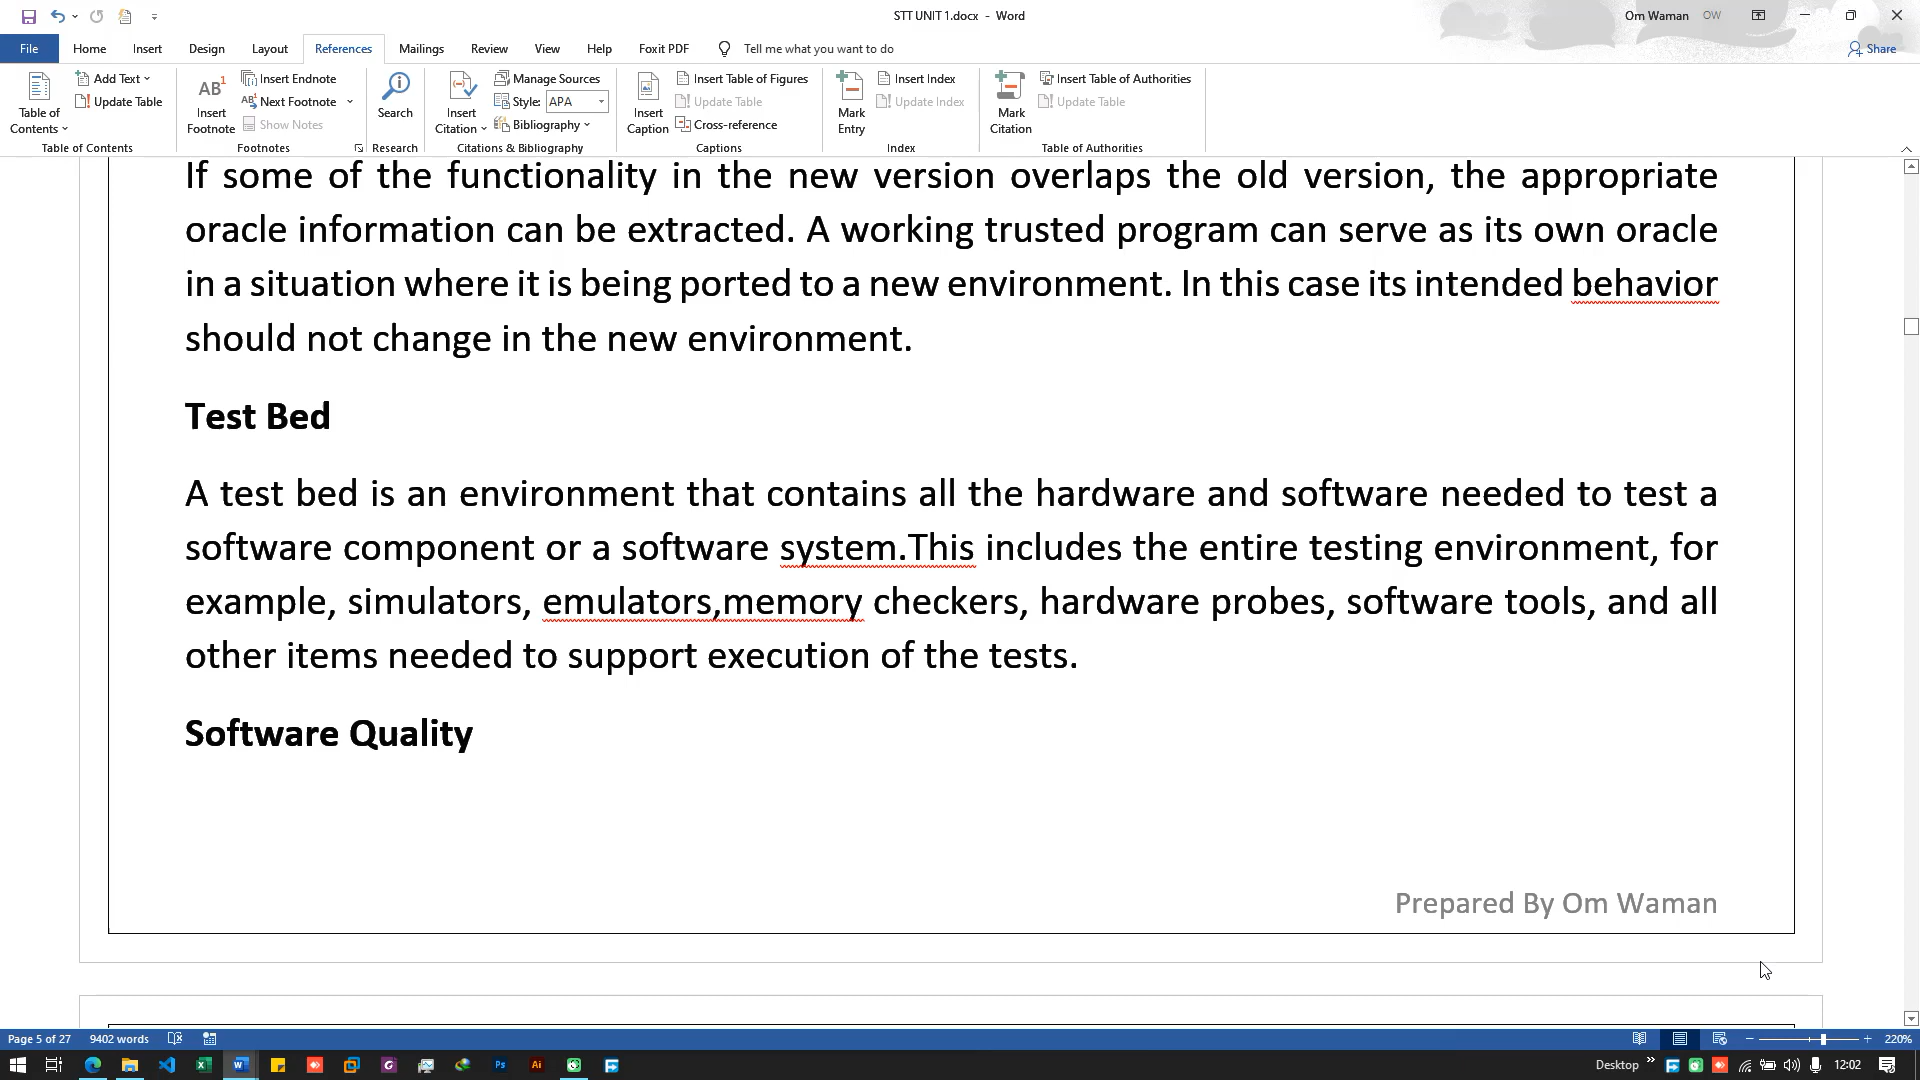 STT UNIT 1.docx - Word
Om Waman OW
File Home Insert Design Layout References Mailings Review View Help Foxit PDF Tell me what you want to do Share
Table of Contents
Add Text
Update Table
Table of Contents
AB1 Insert Footnote
Insert Endnote
Next Footnote
Show Notes
Footnotes
Search
Research
Insert Citation
Manage Sources
Style: APA
Bibliography
Citations & Bibliography
Insert Caption
Insert Table of Figures
Update Table
Cross-reference
Captions
Mark Entry
Insert Index
Update Index
Index
Mark Citation
Insert Table of Authorities
Update Table
Table of Authorities
If some of the functionality in the new version overlaps the old version, the appropriate
oracle information can be extracted. A working trusted program can serve as its own oracle
in a situation where it is being ported to a new environment. In this case its intended behavior
should not change in the new environment.
Test Bed
A test bed is an environment that contains all the hardware and software needed to test a
software component or a software system.This includes the entire testing environment, for
example, simulators, emulators,memory checkers, hardware probes, software tools, and all
other items needed to support execution of the tests.
Software Quality
Prepared By Om Waman
Page 5 of 27 9402 words 220%
Desktop 12:02